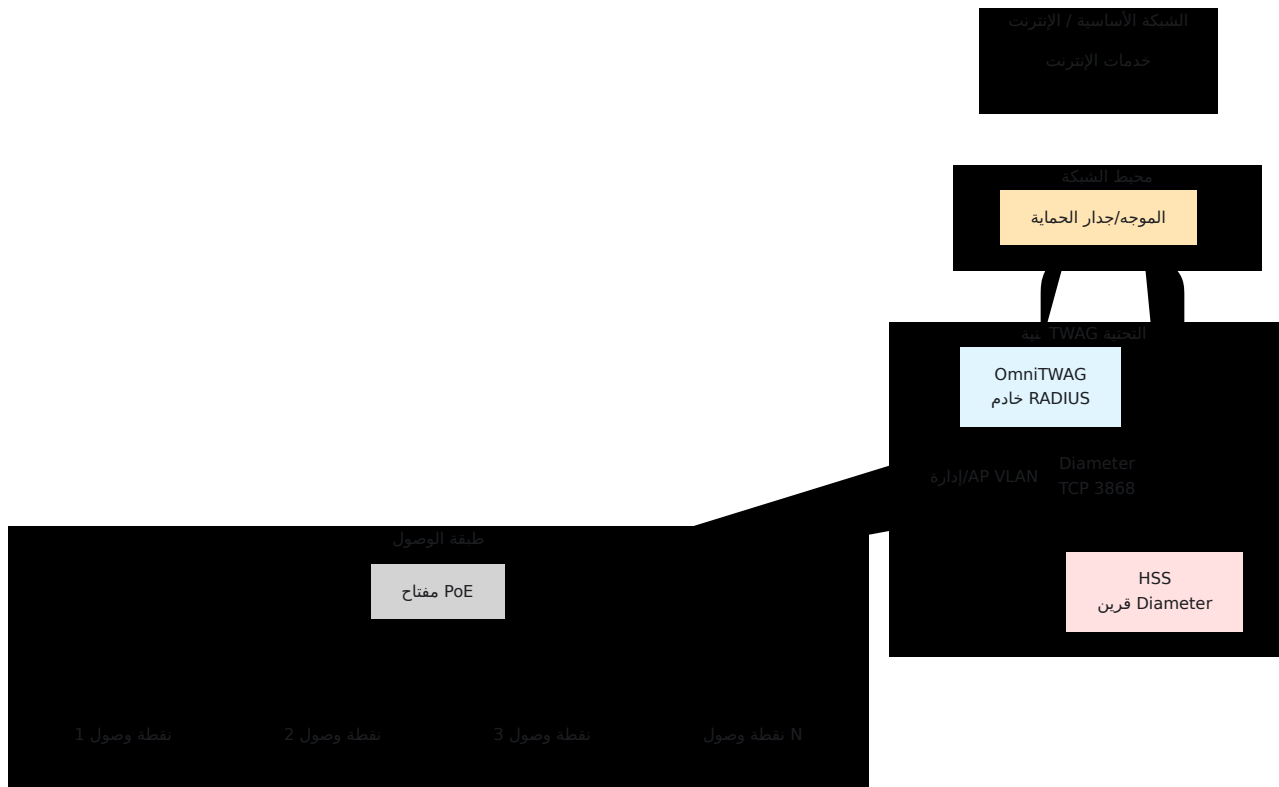 الشبكة الأساسية / الإنترنت
خدمات الإنترنت
محيط الشبكة
الموجه/جدار الحماية
التحتية TWAG بنية
OmniTWAG
خادم RADIUS
إدارة/AP VLAN
Diameter
TCP 3868
طبقة الوصول
مفتاح PoE
HSS
قرين Diameter
نقطة وصول 1
نقطة وصول 2
نقطة وصول 3
نقطة وصول N